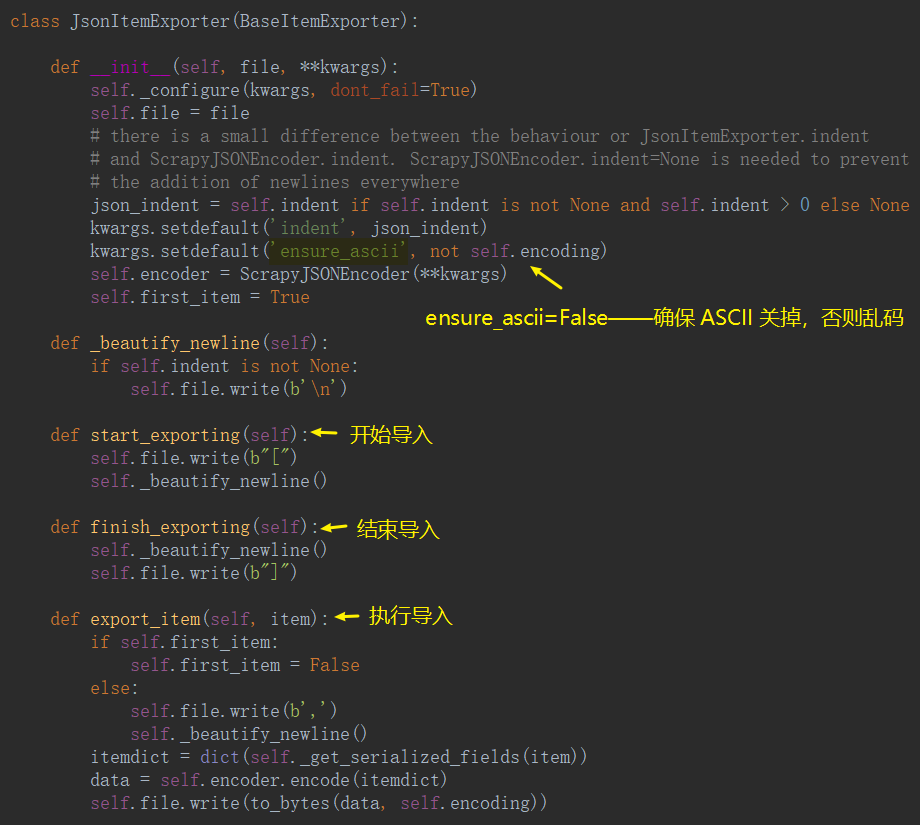 class JsonItemExporter(BaseItemExporter):
def __init__(self, file, **kwargs):
self._configure(kwargs, dont_fail=True)
self.file = file
# there is a small difference between the behaviour or JsonItemExporter.indent
# and ScrapyJSONEncoder.indent. ScrapyJSONEncoder.indent=None is needed to prevent
# the addition of newlines everywhere
json_indent = self.indent if self.indent is not None and self.indent > 0 else None
kwargs.setdefault('indent', json_indent)
kwargs.setdefault('ensure_ascii', not self.encoding)
self.encoder = ScrapyJSONEncoder(**kwargs)
self.first_item = True
ensure_ascii=False——确保 ASCII 关掉，否则乱码
def _beautify_newline(self):
if self.indent is not None:
self.file.write(b'\n')
def start_exporting(self): 开始导入
self.file.write(b"[")
self._beautify_newline()
def finish_exporting(self): 结束导入
self._beautify_newline()
self.file.write(b"]")
def export_item(self, item): 执行导入
if self.first_item:
self.first_item = False
else:
self.file.write(b',')
self._beautify_newline()
itemdict = dict(self._get_serialized_fields(item))
data = self.encoder.encode(itemdict)
self.file.write(to_bytes(data, self.encoding))